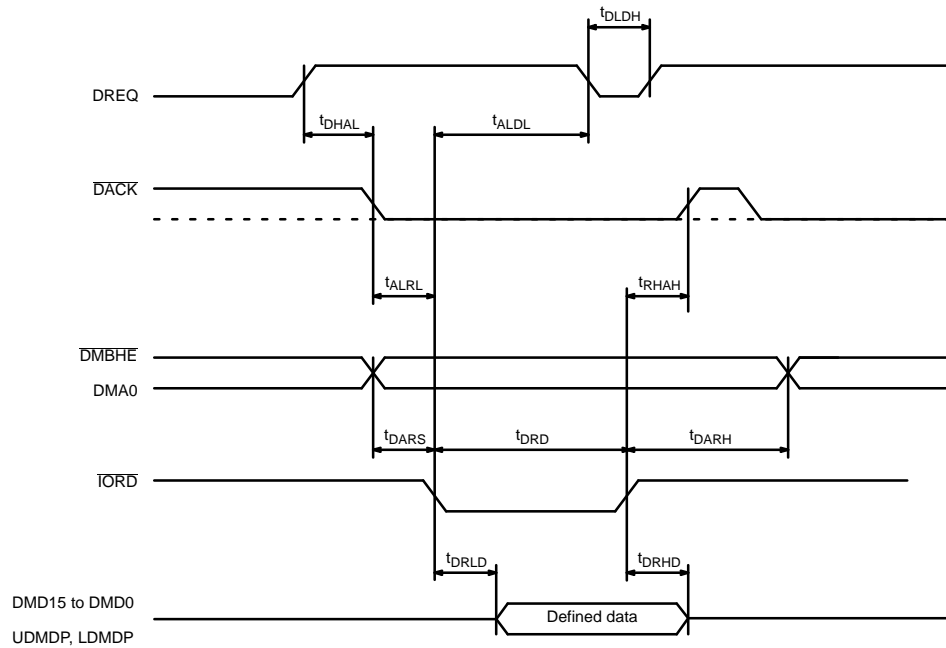 tDLDH
DREQ
tDHAL
tALDL
DACK
tALRL
tRHAH
DMBHE
DMA0
tDARS
tDRD
tDARH
IORD
tDRLD
tDRHD
DMD15 to DMD0
Defined data
UDMDP, LDMDP